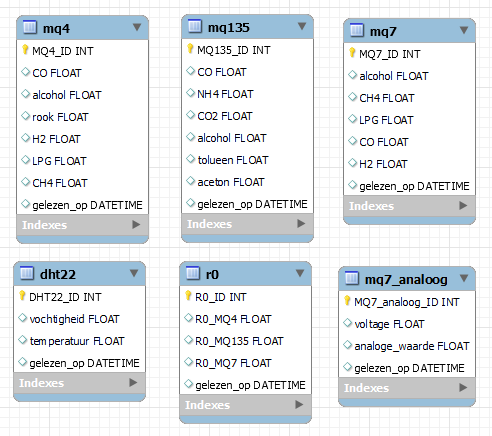 mq4
MQ4_ID INT
CO FLOAT
alcohol FLOAT
rook FLOAT
H2 FLOAT
LPG FLOAT
CH4 FLOAT
gelezen_op DATETIME
Indexes
mq135
MQ135_ID INT
CO FLOAT
NH4 FLOAT
CO2 FLOAT
alcohol FLOAT
tolueen FLOAT
aceton FLOAT
gelezen_op DATETIME
Indexes
mq7
MQ7_ID INT
alcohol FLOAT
CH4 FLOAT
LPG FLOAT
CO FLOAT
H2 FLOAT
gelezen_op DATETIME
Indexes
dht22
DHT22_ID INT
vochtigheid FLOAT
temperatuur FLOAT
gelezen_op DATETIME
Indexes
r0
R0_ID INT
R0_MQ4 FLOAT
R0_MQ135 FLOAT
R0_MQ7 FLOAT
gelezen_op DATETIME
Indexes
mq7_analoog
MQ7_analoog_ID INT
voltage FLOAT
analoge_waarde FLOAT
gelezen_op DATETIME
Indexes